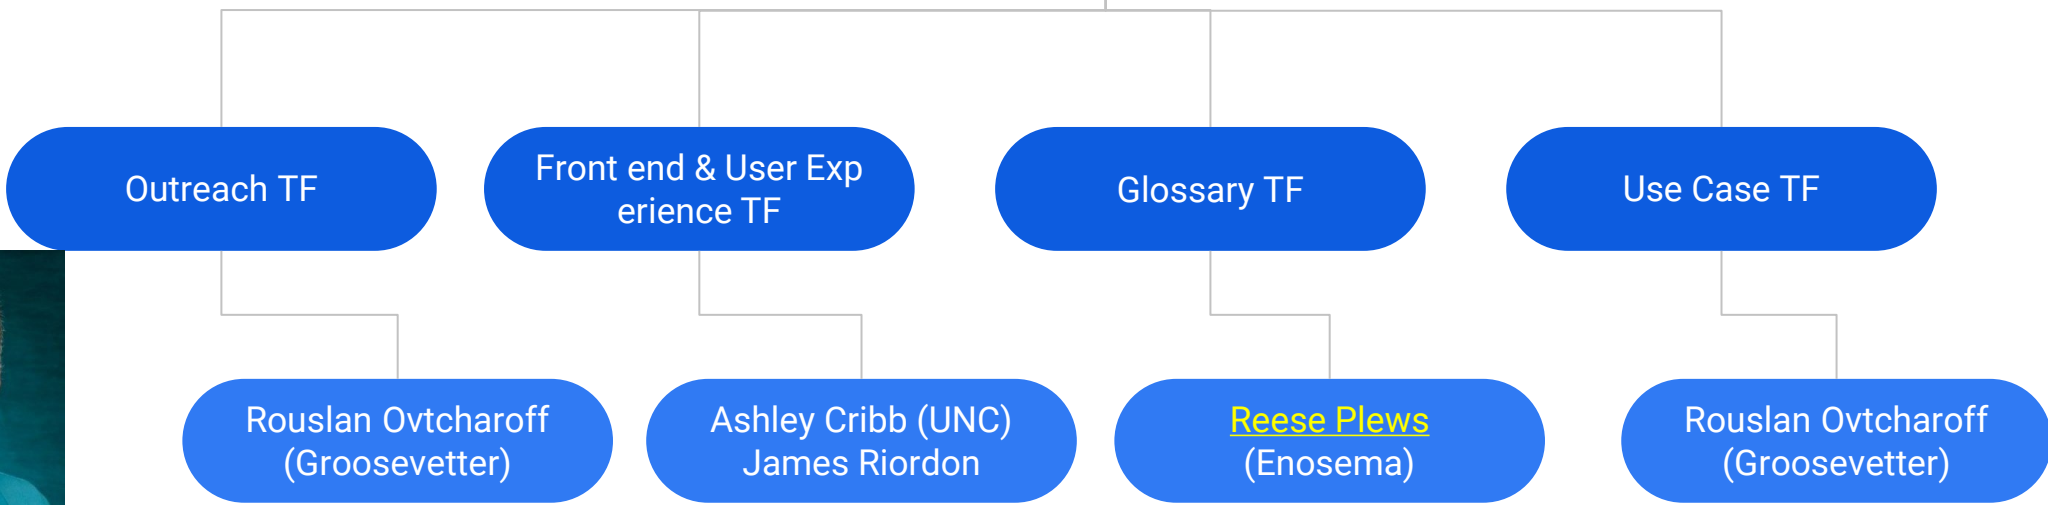 Outreach TF
Front end & User Exp
erience TF
Glossary TF
Use Case TF
Rouslan Ovtcharoff
(Groosevetter)
Ashley Cribb (UNC)
James Riordon
Reese Plews
(Enosema)
Rouslan Ovtcharoff
(Groosevetter)